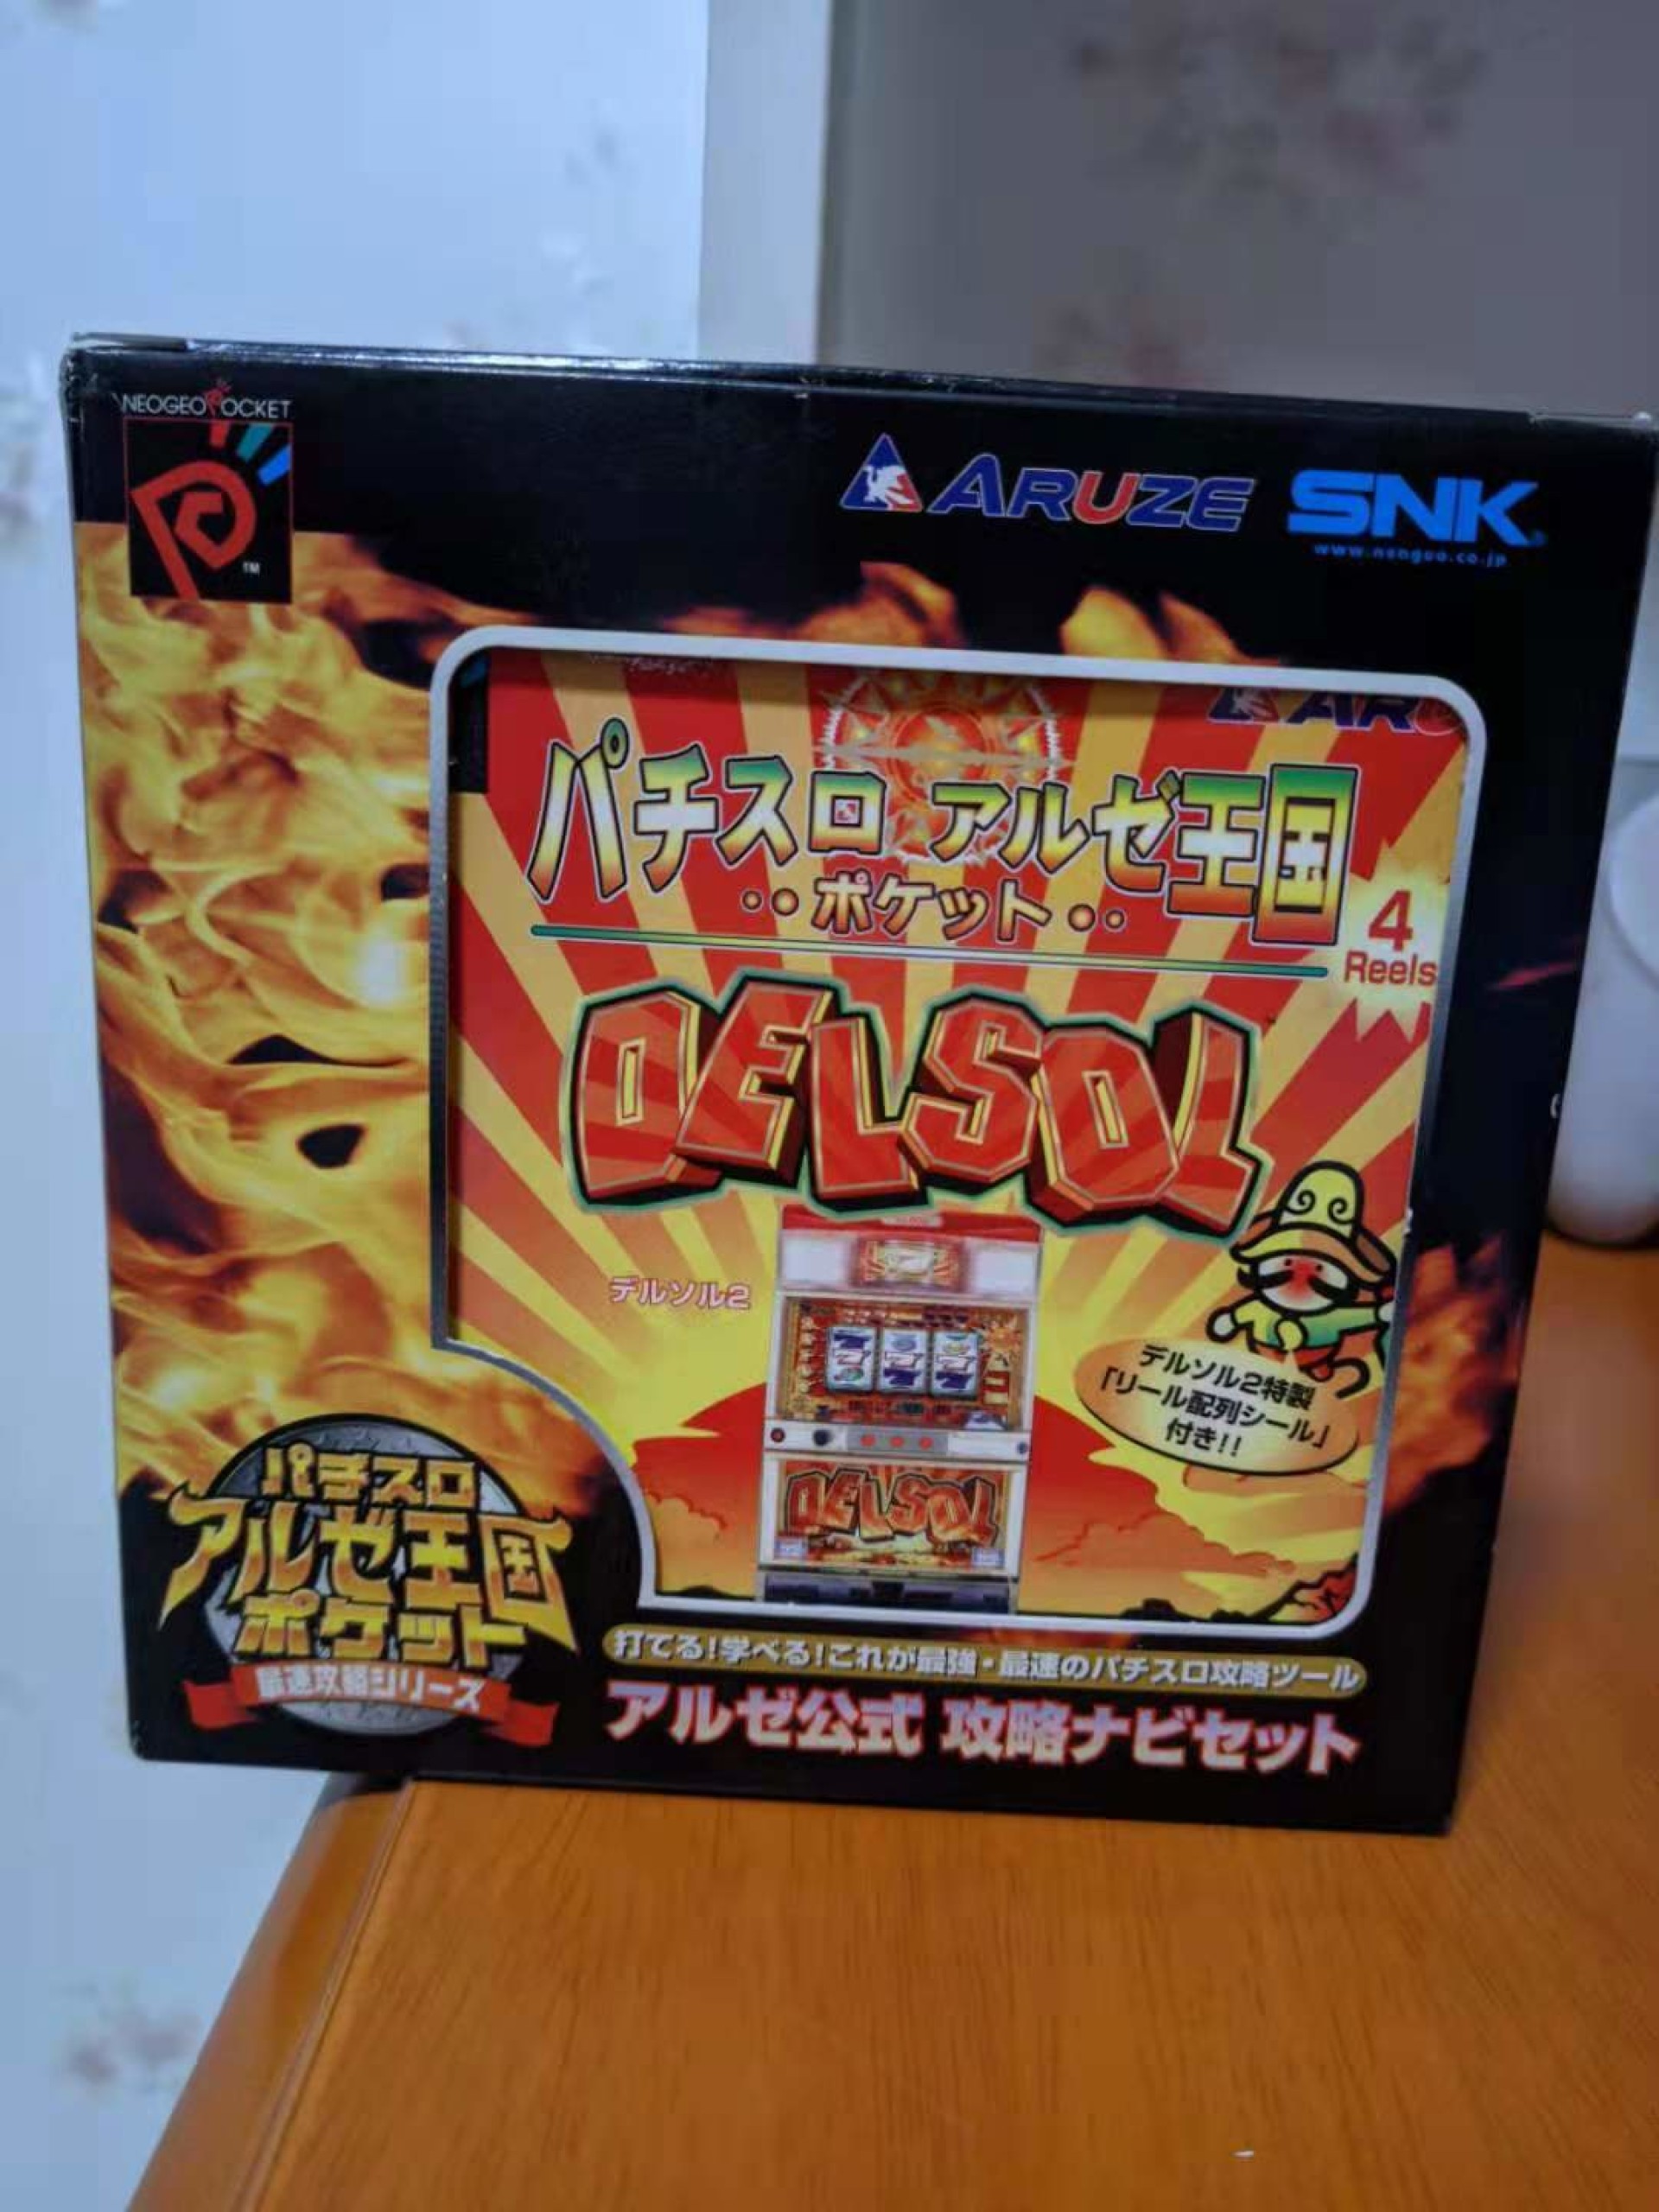 NEOGEO POCKET
TM
ARUZE SNK
www.neogeo.co.jp
パチスロ アルゼ王国
ポケット
4
Reels
DELSOL
デルソル2
デルソル2特製
「リール配列シール」
付き!!
DELSOL
パチスロ
アルゼ王国
ポケット
最速攻略シリーズ
打てる!学べる!これが最強・最速のパチスロ攻略ツール
アルゼ公式 攻略ナビセット